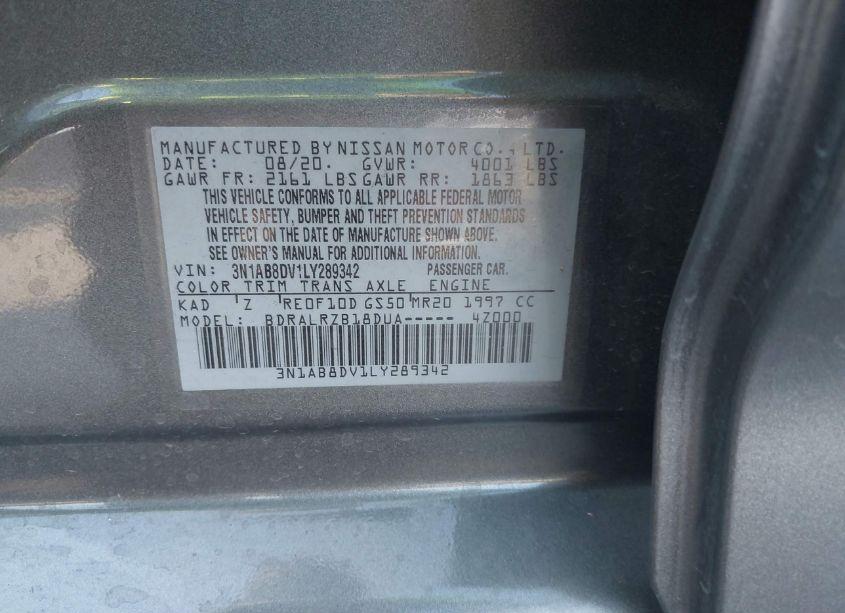 MANUFACTURED BY NISSAN MOTOR CO., LTD.
DATE: 08/20. GVWR: 4001 LBS
GAWR FR: 2161 LBS GAWR RR: 1863 LBS
THIS VEHICLE CONFORMS TO ALL APPLICABLE FEDERAL MOTOR
VEHICLE SAFETY, BUMPER AND THEFT PREVENTION STANDARDS
IN EFFECT ON THE DATE OF MANUFACTURE SHOWN ABOVE.
SEE OWNER'S MANUAL FOR ADDITIONAL INFORMATION.
VIN: 3N1AB8DV1LY289342 PASSENGER CAR.
COLOR TRIM TRANS AXLE ENGINE
KAD 'Z RE0F10D GS50 MR20 1997 CC
MODEL: BDRALRZB18DUA----- 4Z000
3N1AB8DV1LY289342